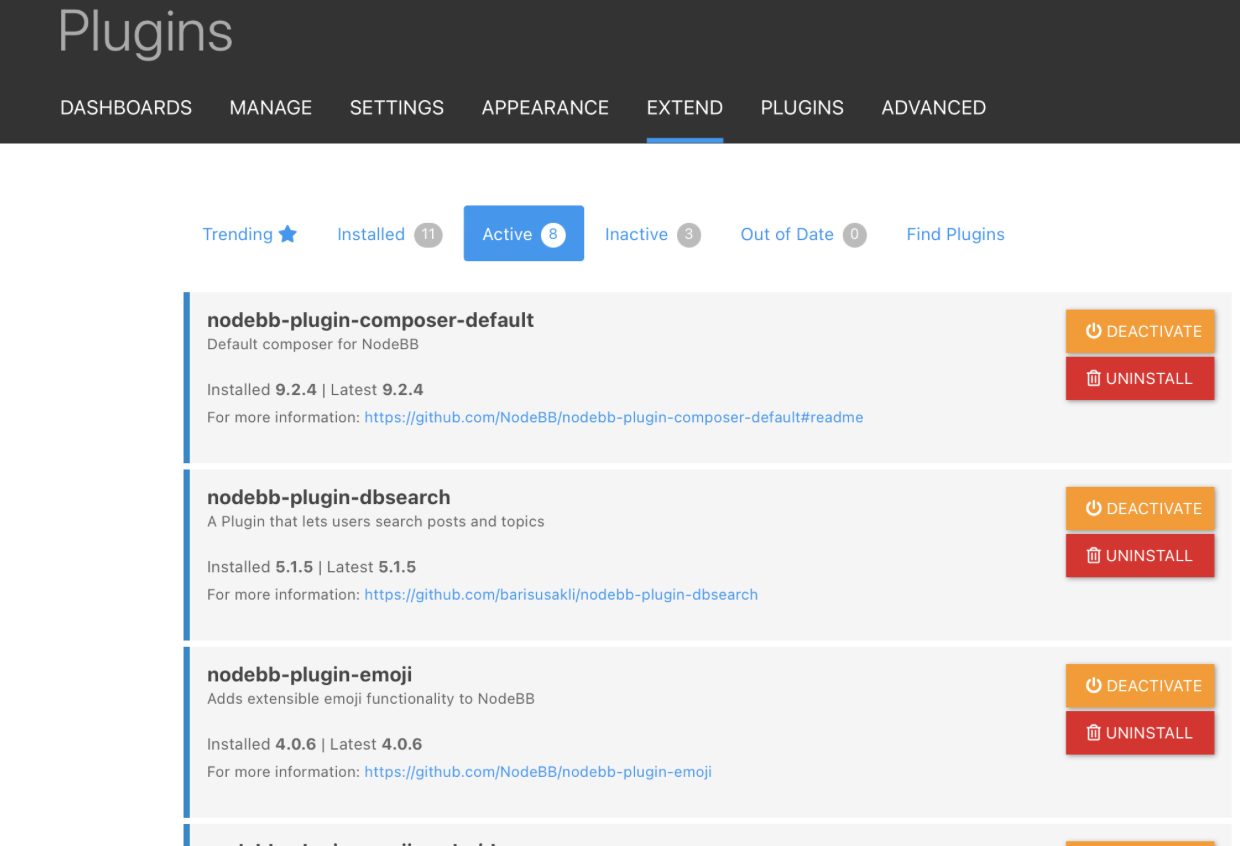 Plugins
DASHBOARDS MANAGE SETTINGS APPEARANCE EXTEND PLUGINS ADVANCED
Trending Installed 11 Active 8 Inactive 3 Out of Date 0 Find Plugins
nodebb-plugin-composer-default
Default composer for NodeBB
DEACTIVATE
UNINSTALL
Installed 9.2.4 | Latest 9.2.4
For more information: https://github.com/NodeBB/nodebb-plugin-composer-default#readme
nodebb-plugin-dbsearch
A Plugin that lets users search posts and topics
DEACTIVATE
UNINSTALL
Installed 5.1.5 | Latest 5.1.5
For more information: https://github.com/barisusakli/nodebb-plugin-dbsearch
nodebb-plugin-emoji
Adds extensible emoji functionality to NodeBB
DEACTIVATE
UNINSTALL
Installed 4.0.6 | Latest 4.0.6
For more information: https://github.com/NodeBB/nodebb-plugin-emoji